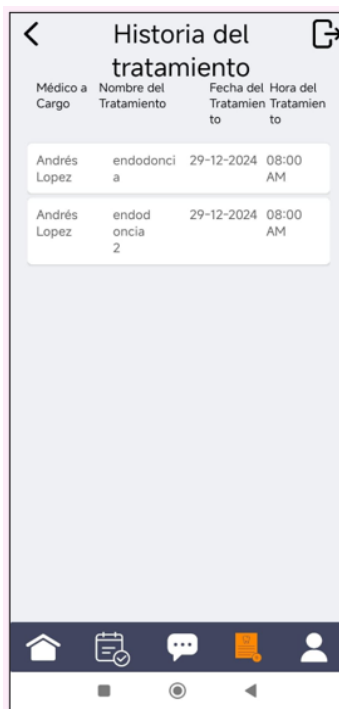 Historia del
tratamiento
Médico a Nombre del Fecha del Hora del
Cargo Tratamiento Tratamien Tratamien
to to
Andrés endodonci 29-12-2024 08:00
Lopez a AM
Andrés endod 29-12-2024 08:00
Lopez oncia AM
2